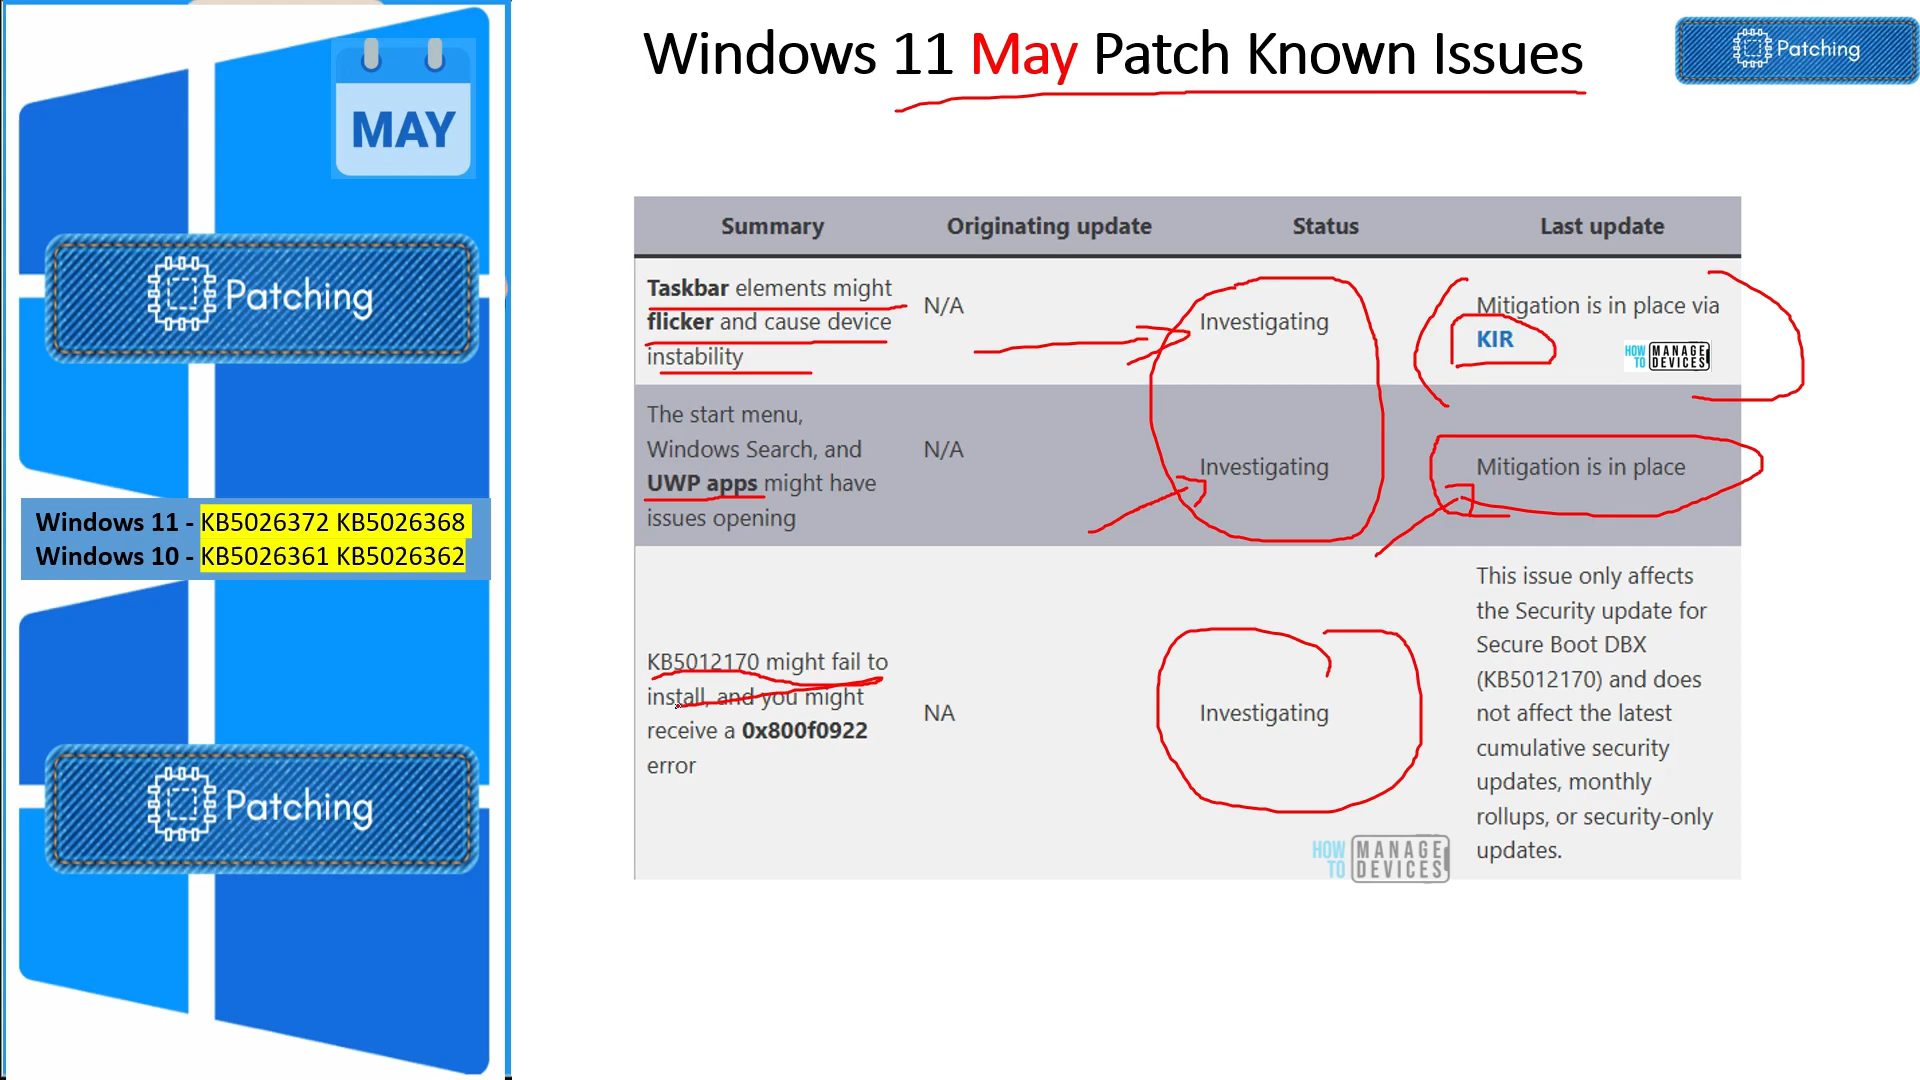 Windows 11 May Patch Known Issues
Patching
MAY
Patching
Windows 11 - KB5026372 KB5026368
Windows 10 - KB5026361 KB5026362
Patching
Summary
Originating update
Status
Last update
Taskbar elements might
flicker and cause device
instability
N/A
Investigating
Mitigation is in place via
KIR
HOW TO MANAGE DEVICES
The start menu,
Windows Search, and
UWP apps might have
issues opening
N/A
Investigating
Mitigation is in place
KB5012170 might fail to
install, and you might
receive a 0x800f0922
error
NA
Investigating
This issue only affects
the Security update for
Secure Boot DBX
(KB5012170) and does
not affect the latest
cumulative security
updates, monthly
rollups, or security-only
updates.
HOW TO MANAGE DEVICES